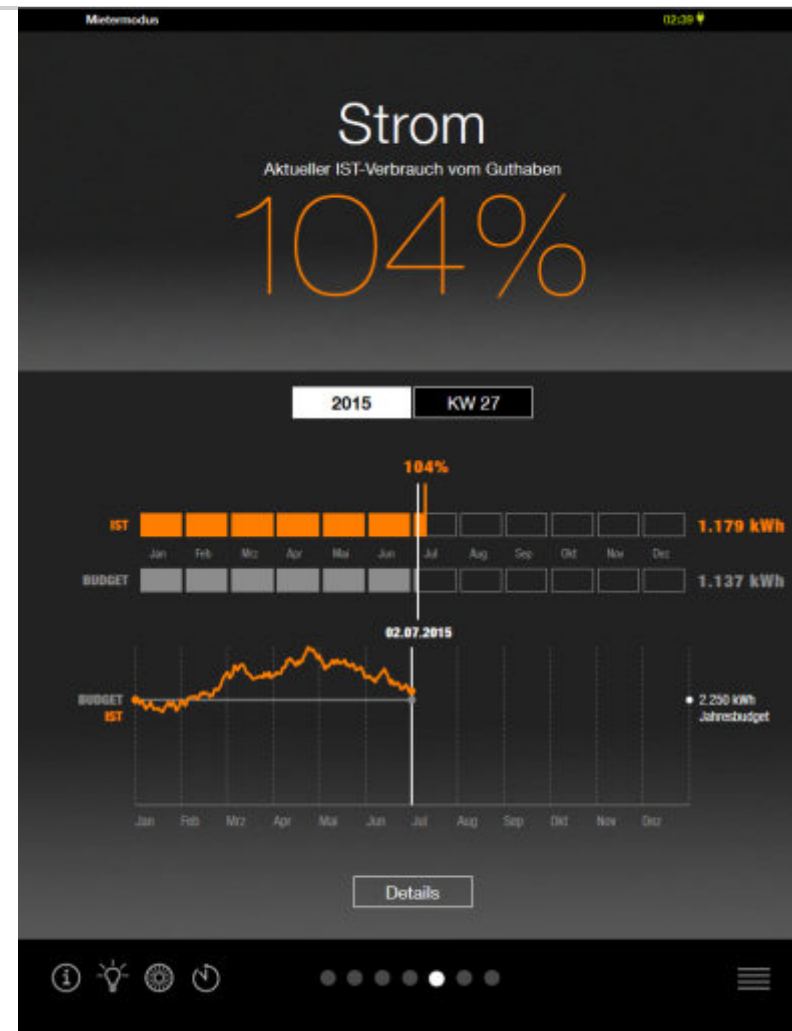 Mietermodus 02:39
Strom
Aktueller IST-Verbrauch vom Guthaben
104%
2015 KW 27
104%
IST 1.179 kWh
Jan Feb Mrz Apr Mai Jun Jul Aug Sep Okt Nov Dez
BUDGET 1.137 kWh
02.07.2015
BUDGET 2.250 kWh
IST Jahresbudget
Jan Feb Mrz Apr Mai Jun Jul Aug Sep Okt Nov Dez
Details